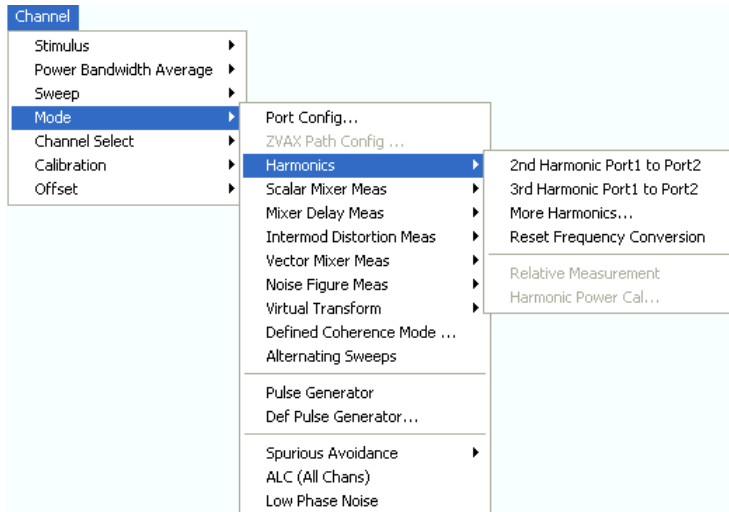 Channel
Stimulus
Power Bandwidth Average
Sweep
Mode
Channel Select
Calibration
Offset
Port Config...
ZVAX Path Config ...
Harmonics
Scalar Mixer Meas
Mixer Delay Meas
Intermod Distortion Meas
Vector Mixer Meas
Noise Figure Meas
Virtual Transform
Defined Coherence Mode ...
Alternating Sweeps
Pulse Generator
Def Pulse Generator...
Spurious Avoidance
ALC (All Chans)
Low Phase Noise
2nd Harmonic Port1 to Port2
3rd Harmonic Port1 to Port2
More Harmonics...
Reset Frequency Conversion
Relative Measurement
Harmonic Power Cal...